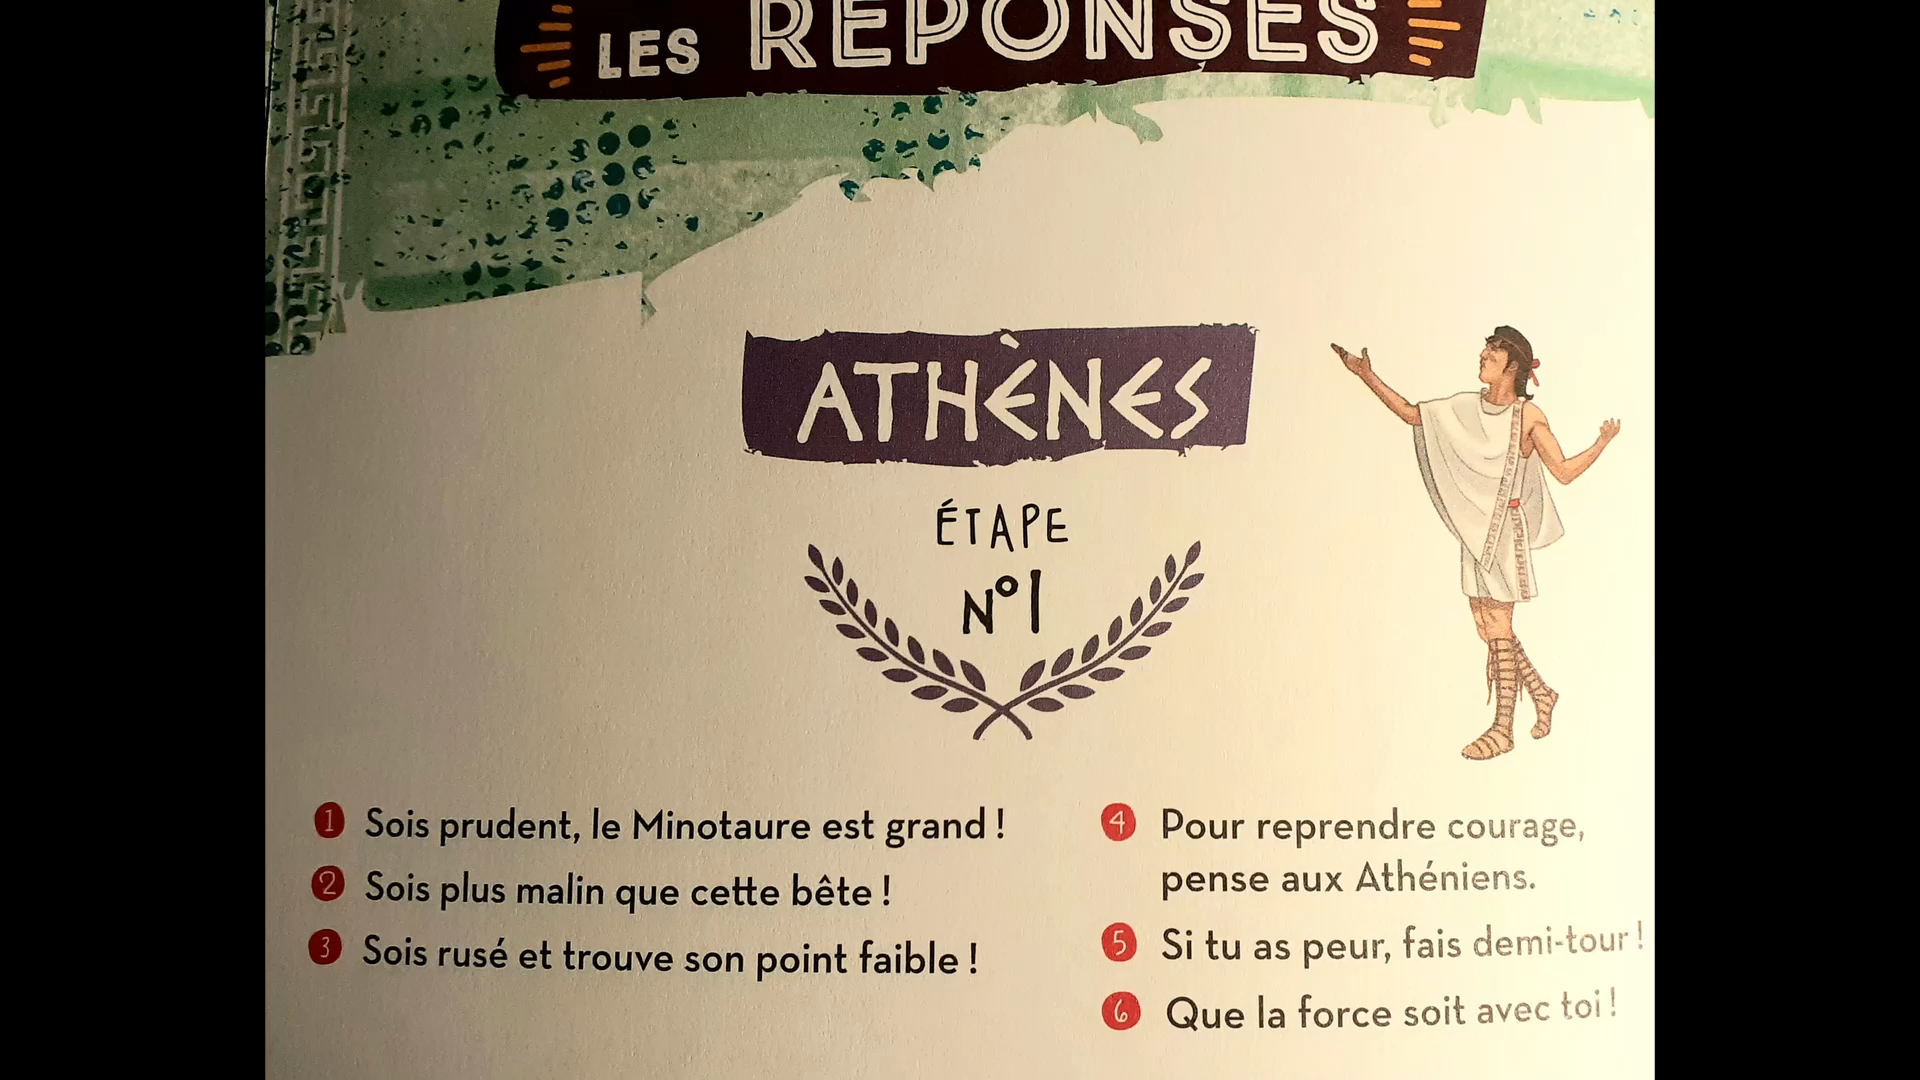 LES RÉPONSES
ATHÈNES
ÉTAPE
N°1
1 Sois prudent, le Minotaure est grand !
2 Sois plus malin que cette bête !
3 Sois rusé et trouve son point faible !
4 Pour reprendre courage,
pense aux Athéniens.
5 Si tu as peur, fais demi-tour !
6 Que la force soit avec toi !